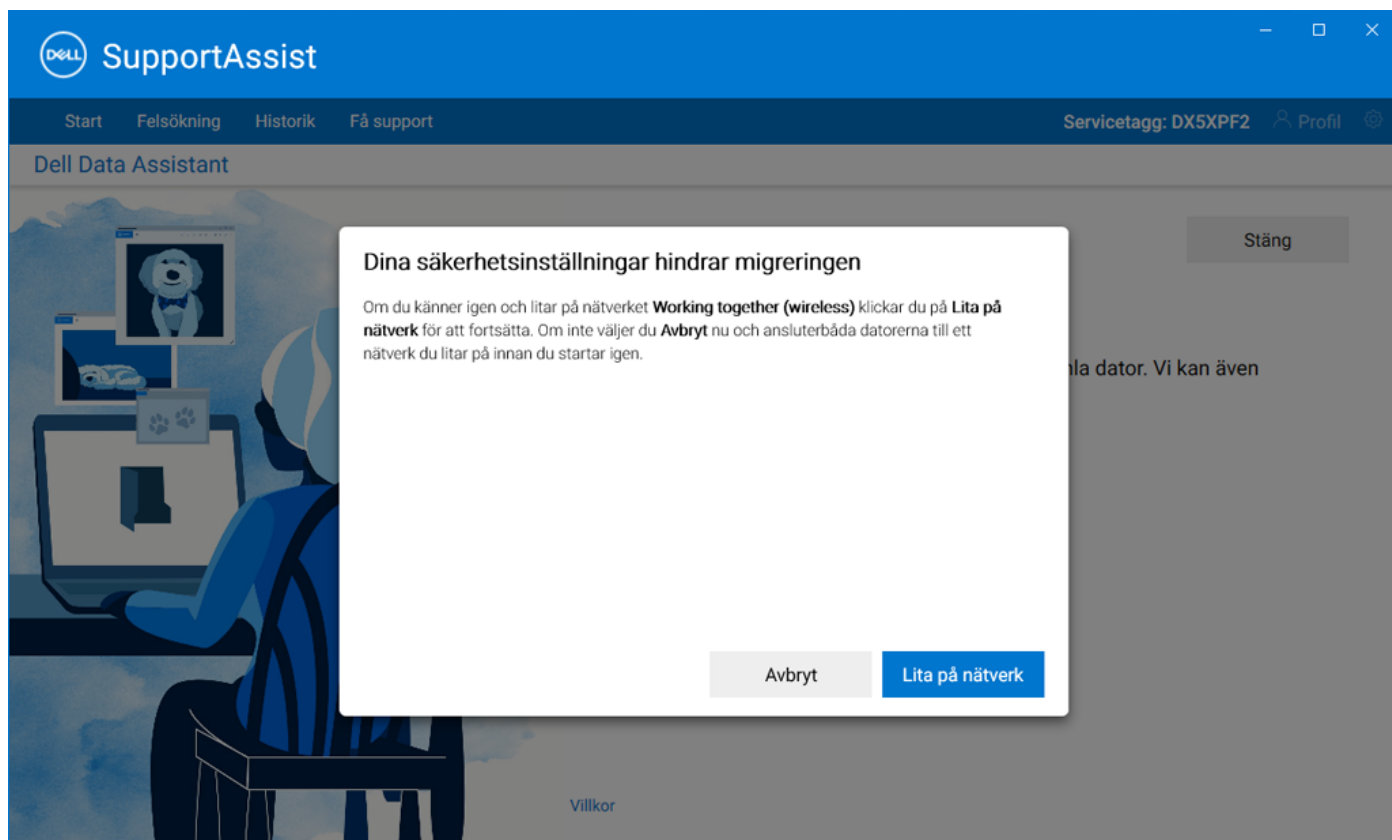 DELL SupportAssist
Start Felsökning Historik Få support Servicetagg: DX5XPF2 Profil
Dell Data Assistant
Stäng
Dina säkerhetsinställningar hindrar migreringen
Om du känner igen och litar på nätverket Working together (wireless) klickar du på Lita på
nätverk för att fortsätta. Om inte väljer du Avbryt nu och ansluterbåda datorerna till ett
nätverk du litar på innan du startar igen.
dator. Vi kan även
Avbryt Lita på nätverk
Villkor